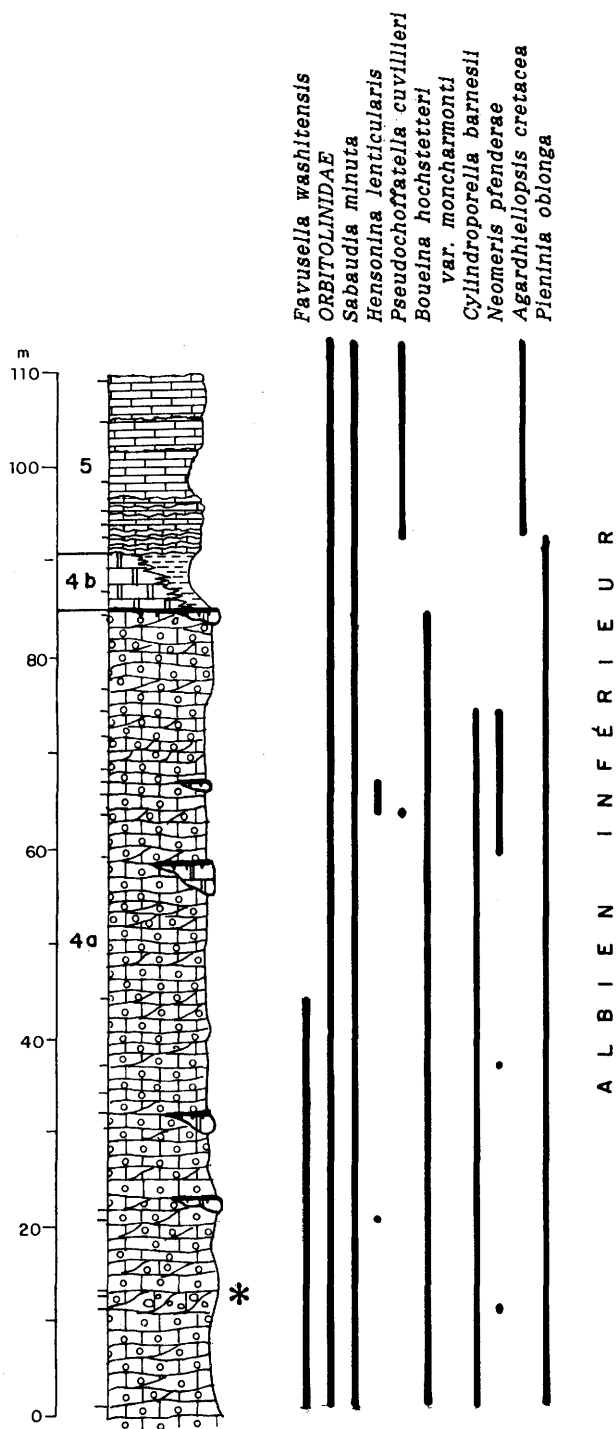 Favusella washitensis
ORBITOLINIDAE
Sabaudia minuta
Hensonina lenticularis
Pseudochoffatella cuvillieri
Boueina hochstetteri
var. moncharmonti
Cylindroporella barnesii
Neomeris pfenderae
Agardhiellopsis cretacea
Pieninia oblonga
m
110
100
80
60
40
20
0
5
4b
4a
*
ALBIEN INFÉRIEUR